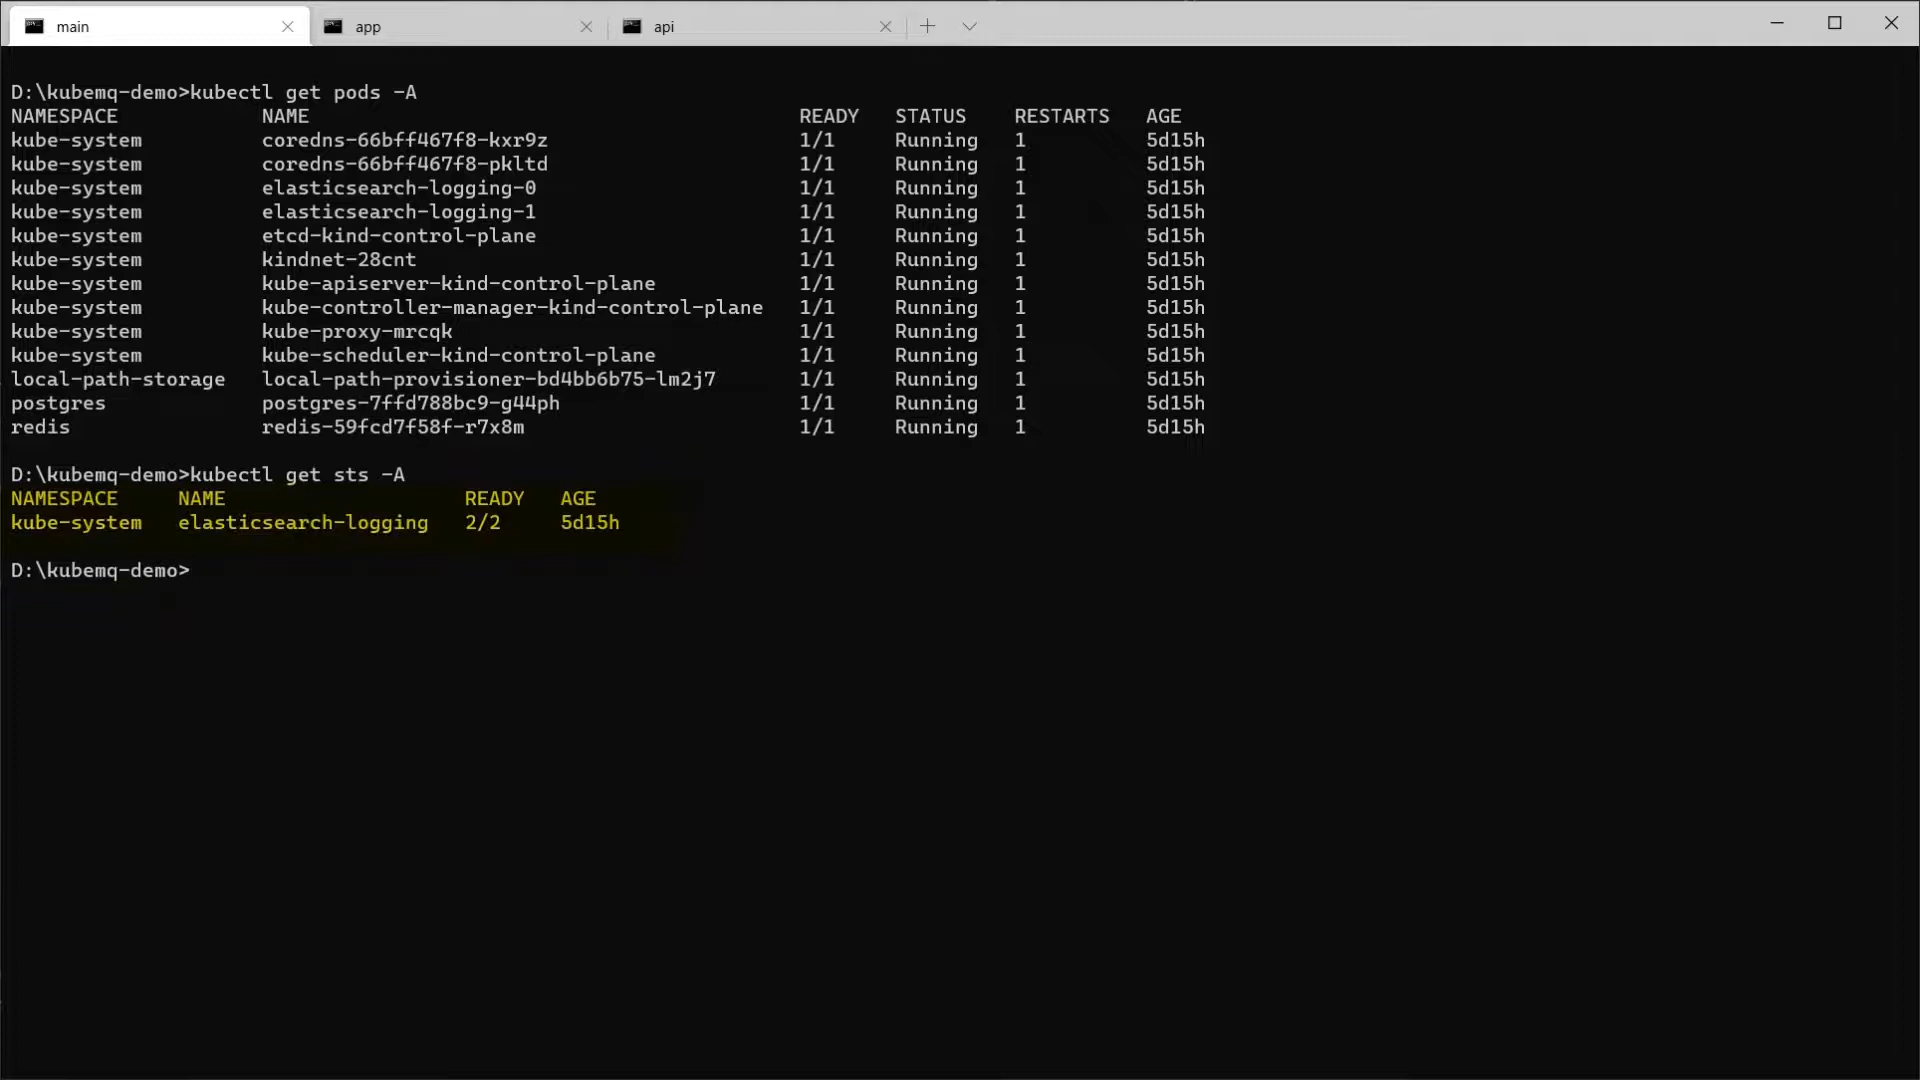 main app api
D:\kubemq-demo>kubectl get pods -A
NAMESPACE NAME READY STATUS RESTARTS AGE
kube-system coredns-66bff467f8-kxr9z 1/1 Running 1 5d15h
kube-system coredns-66bff467f8-pkltd 1/1 Running 1 5d15h
kube-system elasticsearch-logging-0 1/1 Running 1 5d15h
kube-system elasticsearch-logging-1 1/1 Running 1 5d15h
kube-system etcd-kind-control-plane 1/1 Running 1 5d15h
kube-system kindnet-28cnt 1/1 Running 1 5d15h
kube-system kube-apiserver-kind-control-plane 1/1 Running 1 5d15h
kube-system kube-controller-manager-kind-control-plane 1/1 Running 1 5d15h
kube-system kube-proxy-mrcqk 1/1 Running 1 5d15h
kube-system kube-scheduler-kind-control-plane 1/1 Running 1 5d15h
local-path-storage local-path-provisioner-bd4bb6b75-lm2j7 1/1 Running 1 5d15h
postgres postgres-7ffd788bc9-g44ph 1/1 Running 1 5d15h
redis redis-59fcd7f58f-r7x8m 1/1 Running 1 5d15h
D:\kubemq-demo>kubectl get sts -A
NAMESPACE NAME READY AGE
kube-system elasticsearch-logging 2/2 5d15h
D:\kubemq-demo>